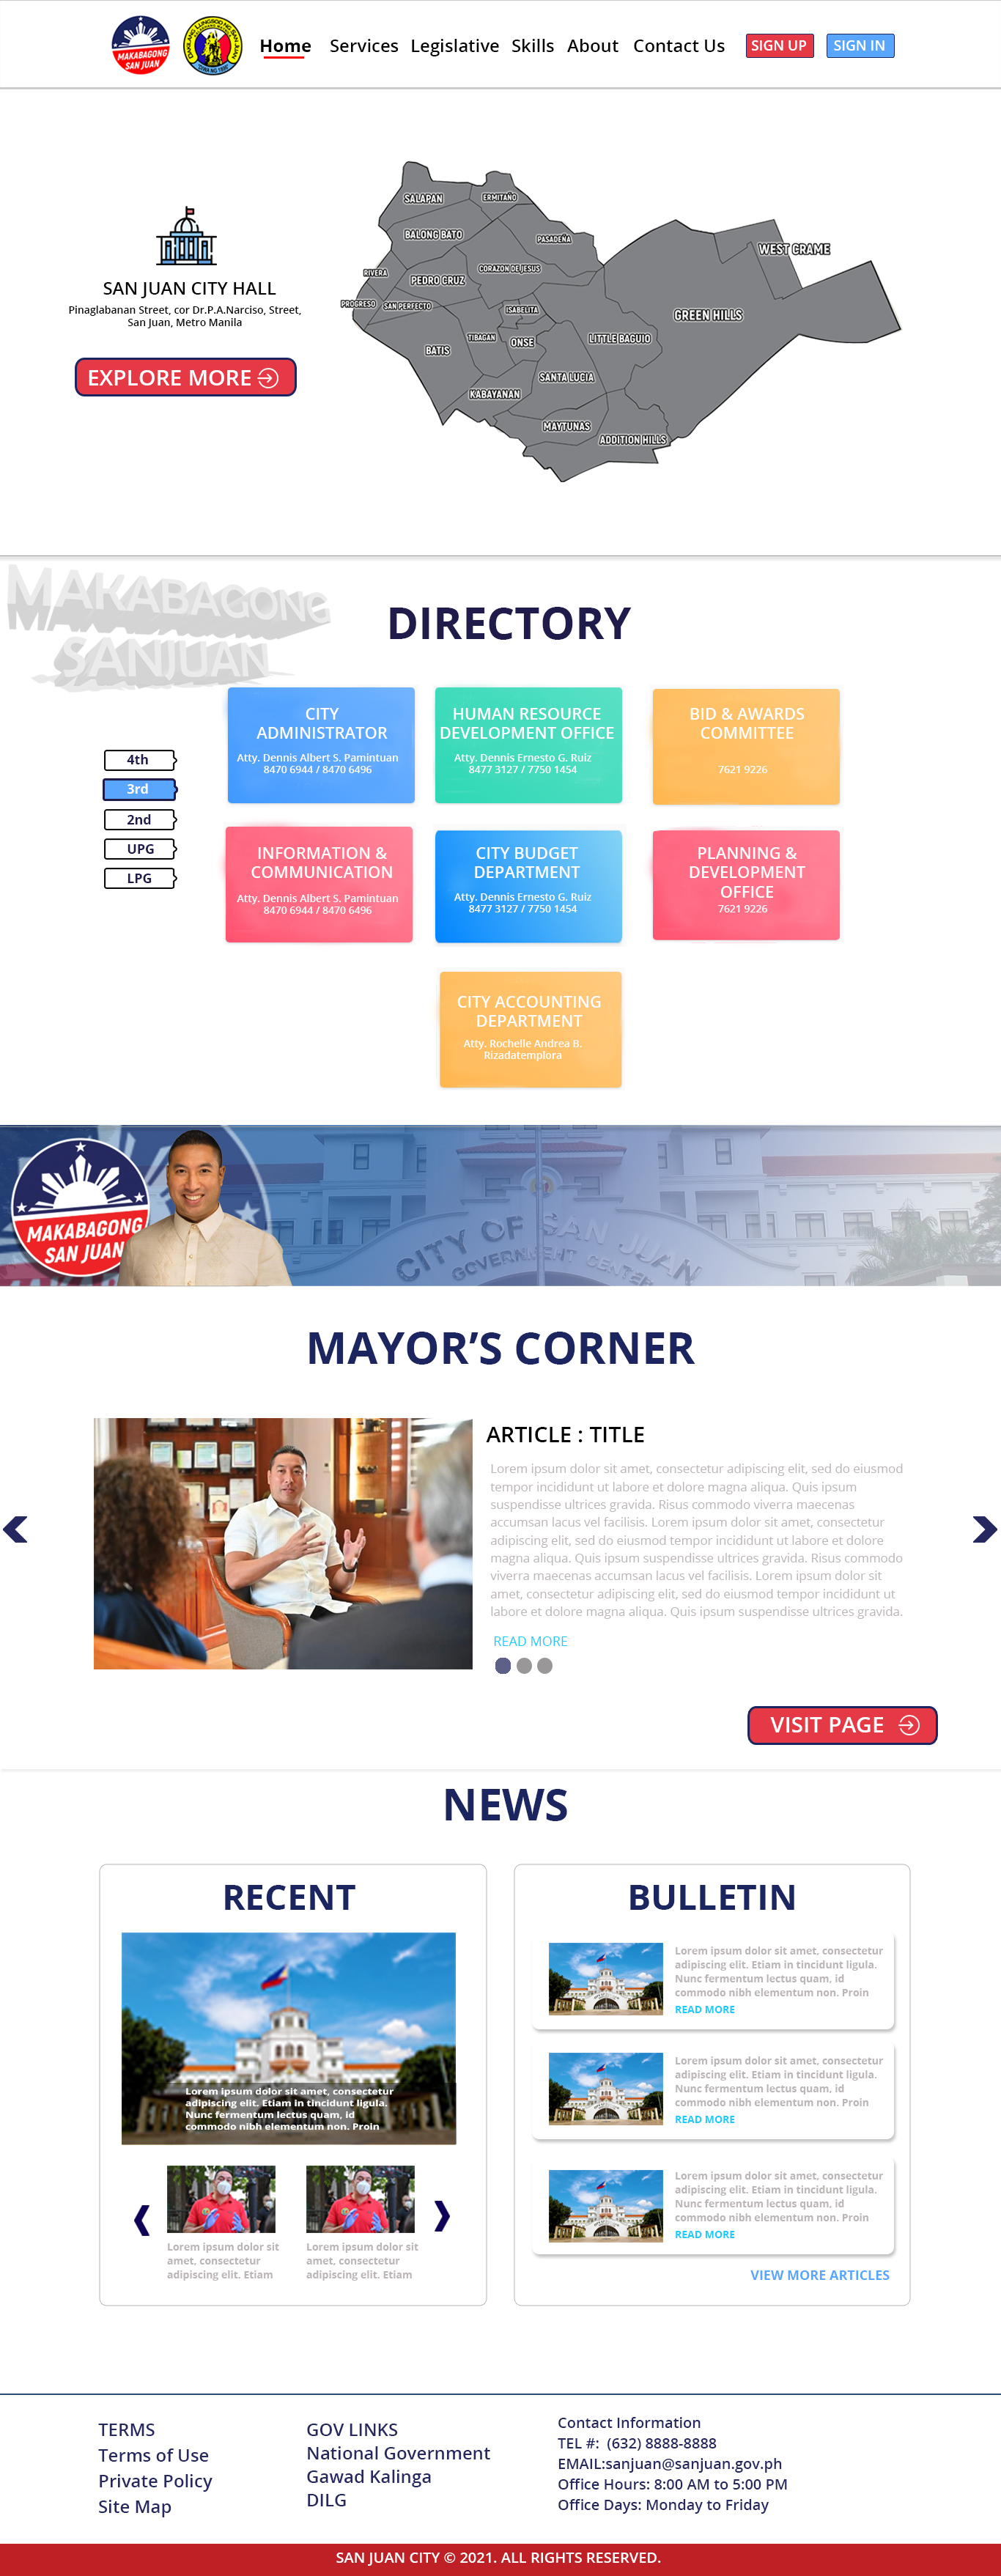 MAKABAGONG
SAN JUAN
Home Services Legislative Skills About Contact Us SIGN UP SIGN IN
SALAPAN
ERMITAÑO
BALONG BATO
PASADEÑA
WEST CRAME
CORAZON DE JESUS
RIVERA
PEDRO CRUZ
PROGRESO
SAN PERFECTO
ISABELITA
GREEN HILLS
TIBAGAN
ONSE
LITTLE BAGUIO
BATIS
SANTA LUCIA
KABAYANAN
MAYTUNAS
ADDITION HILLS
SAN JUAN CITY HALL
Pinaglabanan Street, cor Dr.P.A.Narciso, Street,
San Juan, Metro Manila
EXPLORE MORE
MAKABAGONG
SANJUAN
DIRECTORY
4th
3rd
2nd
UPG
LPG
CITY
ADMINISTRATOR
Atty. Dennis Albert S. Pamintuan
8470 6944 / 8470 6496
HUMAN RESOURCE
DEVELOPMENT OFFICE
Atty. Dennis Ernesto G. Ruiz
8477 3127 / 7750 1454
BID & AWARDS
COMMITTEE
7621 9226
INFORMATION &
COMMUNICATION
Atty. Dennis Albert S. Pamintuan
8470 6944 / 8470 6496
CITY BUDGET
DEPARTMENT
Atty. Dennis Ernesto G. Ruiz
8477 3127 / 7750 1454
PLANNING &
DEVELOPMENT
OFFICE
7621 9226
CITY ACCOUNTING
DEPARTMENT
Atty. Rochelle Andrea B.
Rizadatemplora
MAKABAGONG
SAN JUAN
CITY OF SAN JUAN
GOVERNMENT CENTER
MAYOR’S CORNER
ARTICLE : TITLE
Lorem ipsum dolor sit amet, consectetur adipiscing elit, sed do eiusmod
tempor incididunt ut labore et dolore magna aliqua. Quis ipsum
suspendisse ultrices gravida. Risus commodo viverra maecenas
accumsan lacus vel facilisis. Lorem ipsum dolor sit amet, consectetur
adipiscing elit, sed do eiusmod tempor incididunt ut labore et dolore
magna aliqua. Quis ipsum suspendisse ultrices gravida. Risus commodo
viverra maecenas accumsan lacus vel facilisis. Lorem ipsum dolor sit
amet, consectetur adipiscing elit, sed do eiusmod tempor incididunt ut
labore et dolore magna aliqua. Quis ipsum suspendisse ultrices gravida.
READ MORE
VISIT PAGE
NEWS
RECENT
Lorem ipsum dolor sit amet, consectetur
adipiscing elit. Etiam in tincidunt ligula.
Nunc fermentum lectus quam, id
commodo nibh elementum non. Proin
Lorem ipsum dolor sit
amet, consectetur
adipiscing elit. Etiam
Lorem ipsum dolor sit
amet, consectetur
adipiscing elit. Etiam
BULLETIN
Lorem ipsum dolor sit amet, consectetur
adipiscing elit. Etiam in tincidunt ligula.
Nunc fermentum lectus quam, id
commodo nibh elementum non. Proin
READ MORE
Lorem ipsum dolor sit amet, consectetur
adipiscing elit. Etiam in tincidunt ligula.
Nunc fermentum lectus quam, id
commodo nibh elementum non. Proin
READ MORE
Lorem ipsum dolor sit amet, consectetur
adipiscing elit. Etiam in tincidunt ligula.
Nunc fermentum lectus quam, id
commodo nibh elementum non. Proin
READ MORE
VIEW MORE ARTICLES
TERMS
Terms of Use
Private Policy
Site Map
GOV LINKS
National Government
Gawad Kalinga
DILG
Contact Information
TEL #: (632) 8888-8888
EMAIL:sanjuan@sanjuan.gov.ph
Office Hours: 8:00 AM to 5:00 PM
Office Days: Monday to Friday
SAN JUAN CITY © 2021. ALL RIGHTS RESERVED.